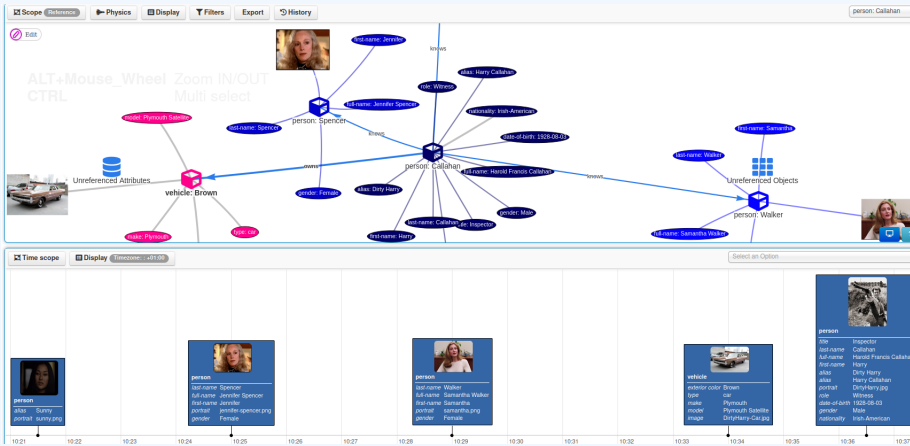 Scope Reference
Physics
Display
Filters
Export
History
person: Callahan
Edit
ALT+Mouse_Wheel Zoom IN/OUT
CTRL Multi select
first-name: Jennifer
knows
alias: Harry Callahan
role: Witness
full-name: Jennifer Spencer
nationality: Irish-American
model: Plymouth Satellite
person: Spencer
last-name: Spencer
knows
date-of-birth: 1928-08-03
first-name: Samantha
last-name: Walker
owns
person: Callahan
full-name: Harold Francis Callahan
knows
Unreferenced Attributes
Unreferenced Objects
vehicle: Brown
gender: Female
alias: Dirty Harry
person: Walker
gender: Male
last-name: Callahan
title: Inspector
make: Plymouth
type: car
first-name: Harry
full-name: Samantha Walker
Time scope
Display Timezone: : +01:00
Select an Option
person
alias Sunny
portrait sunny.png
person
last-name Spencer
full-name Jennifer Spencer
first-name Jennifer
portrait jennifer-spencer.png
gender Female
person
last-name Walker
full-name Samantha Walker
first-name Samantha
portrait samantha.png
gender Female
vehicle
exterior color Brown
type car
make Plymouth
model Plymouth Satellite
image DirtyHarry-Car.jpg
person
title Inspector
last-name Callahan
full-name Harold Francis Callaha
first-name Harry
alias Dirty Harry
alias Harry Callahan
portrait DirtyHarry.jpg
role Witness
date-of-birth 1928-08-03
gender Male
nationality Irish-American
10:21
10:22
10:23
10:24
10:25
10:26
10:27
10:28
10:29
10:30
10:31
10:32
10:33
10:34
10:35
10:36
10:37